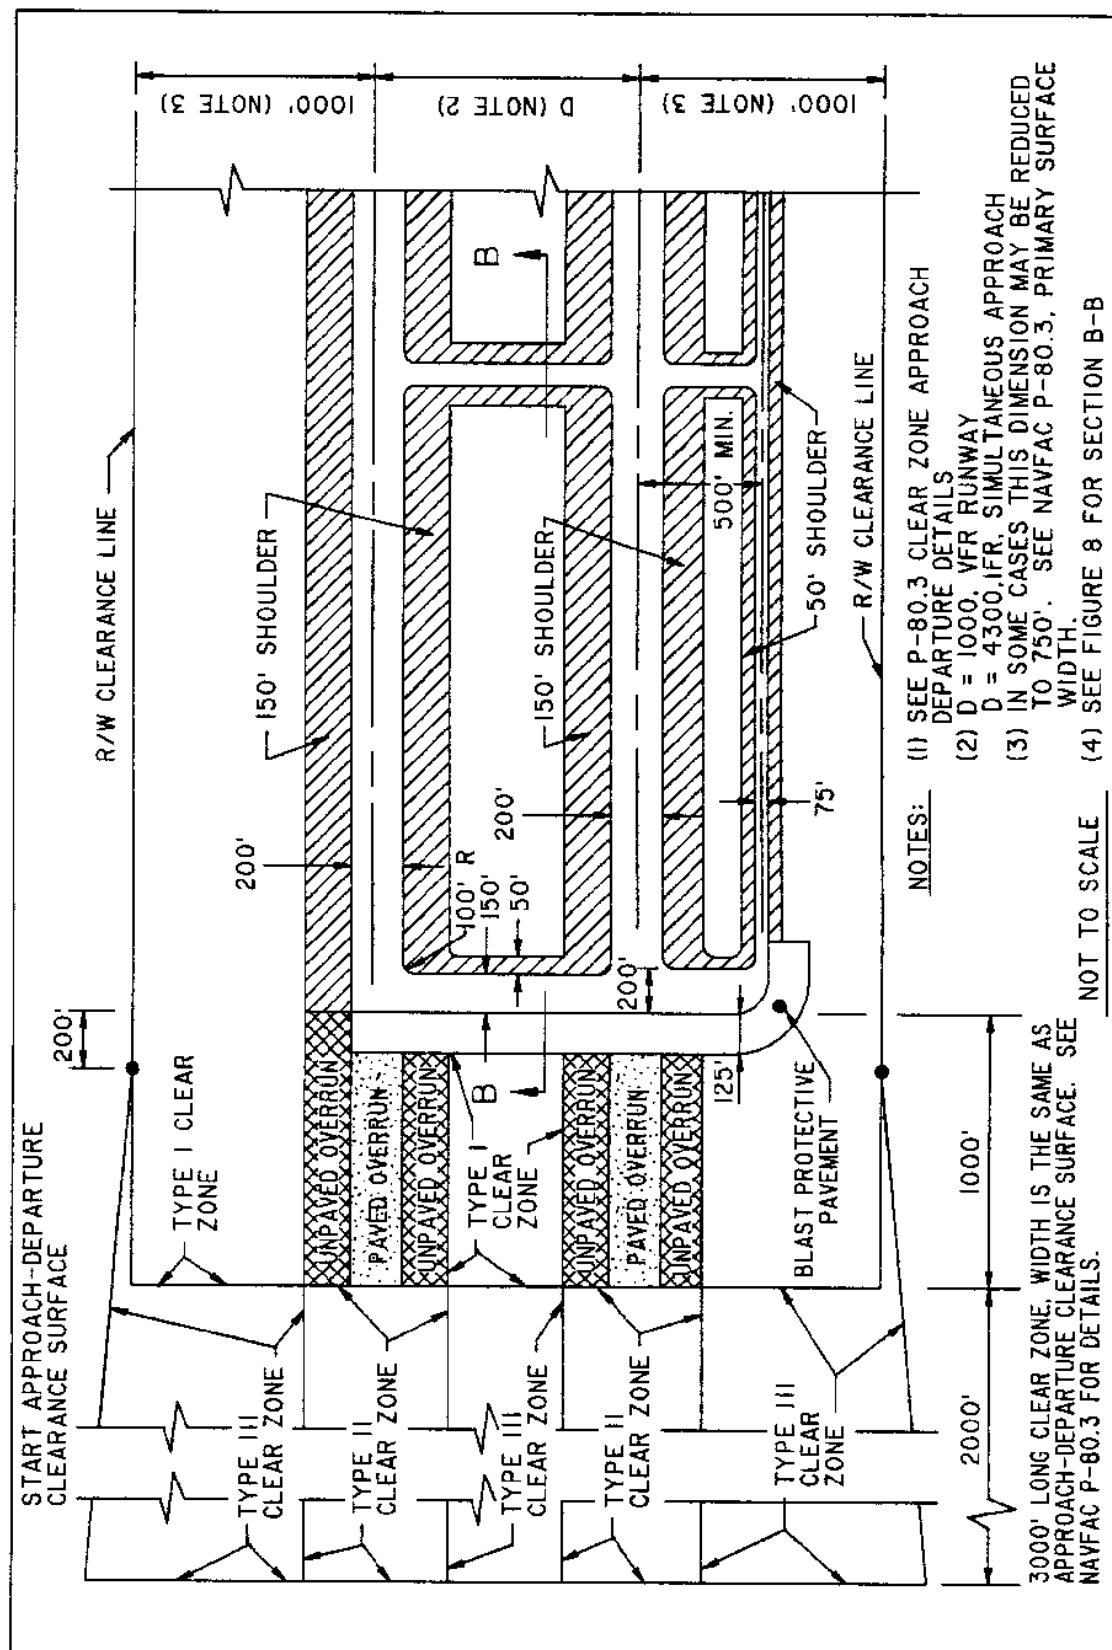 START APPROACH-DEPARTURE
CLEARANCE SURFACE
200'
R/W CLEARANCE LINE
TYPE I CLEAR
ZONE
150' SHOULDER
200'
1000' (NOTE 3)
TYPE III
CLEAR ZONE
TYPE II
CLEAR ZONE
TYPE III
CLEAR ZONE
TYPE II
CLEAR ZONE
TYPE III
CLEAR
ZONE
UNPAVED OVERRUN
PAVED OVERRUN
UNPAVED OVERRUN
TYPE I
CLEAR
ZONE
UNPAVED OVERRUN
PAVED OVERRUN
UNPAVED OVERRUN
B
B
100' R
150'
50'
200'
150' SHOULDER
D (NOTE 2)
200'
125'
500' MIN.
75'
50' SHOULDER
1000' (NOTE 3)
BLAST PROTECTIVE
PAVEMENT
R/W CLEARANCE LINE
2000'
1000'
3000' LONG CLEAR ZONE, WIDTH IS THE SAME AS
APPROACH-DEPARTURE CLEARANCE SURFACE. SEE
NAVFAC P-80.3 FOR DETAILS.
NOT TO SCALE
NOTES:
(1) SEE P-80.3 CLEAR ZONE APPROACH
DEPARTURE DETAILS
(2) D = 1000, VFR RUNWAY
D = 4300, IFR, SIMULTANEOUS APPROACH
(3) IN SOME CASES THIS DIMENSION MAY BE REDUCED
TO 750'. SEE NAVFAC P-80.3, PRIMARY SURFACE
WIDTH.
(4) SEE FIGURE 8 FOR SECTION B-B